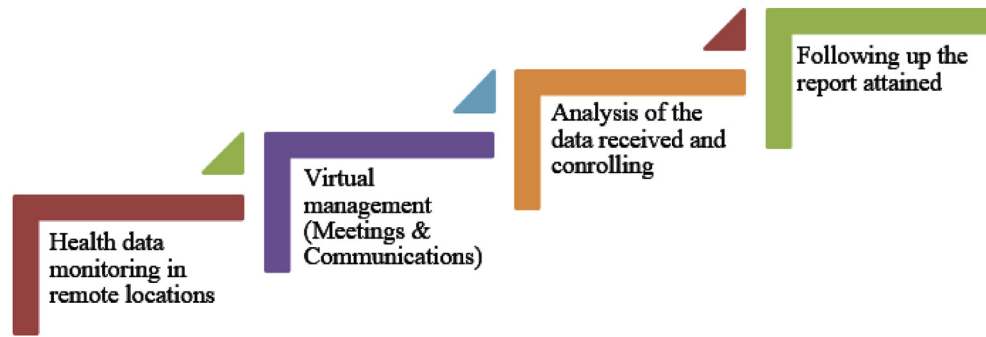 Health data
monitoring in
remote locations
Virtual
management
(Meetings &
Communications)
Analysis of the
data received and
conrolling
Following up the
report attained